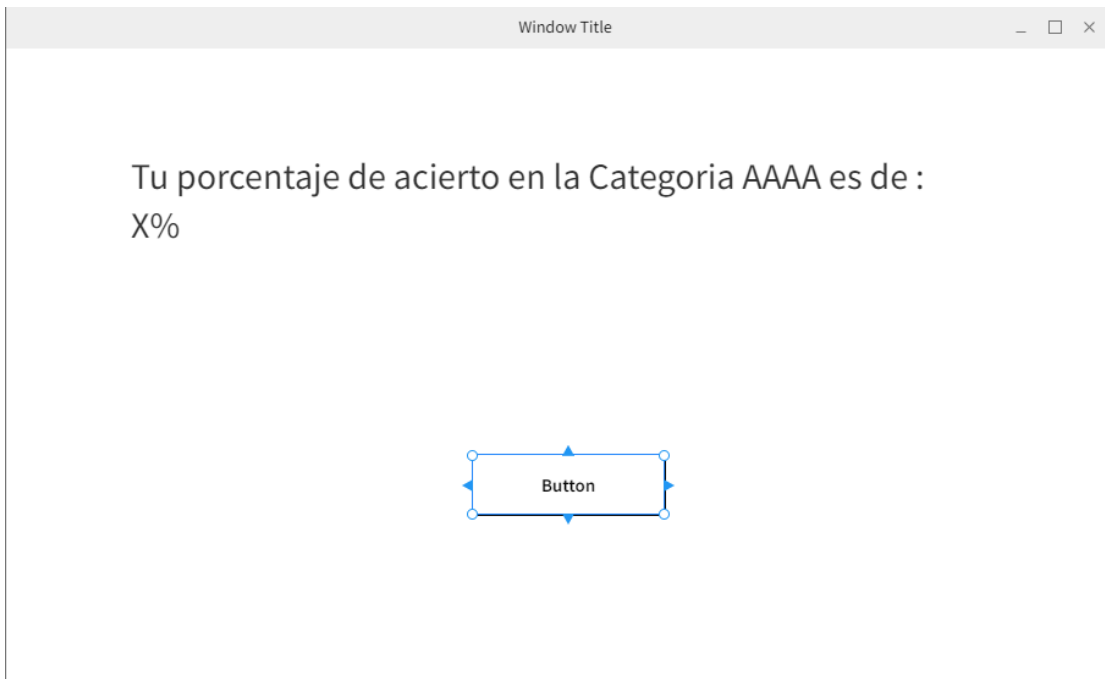 Window Title
Tu porcentaje de acierto en la Categoria AAAA es de :
X%
Button